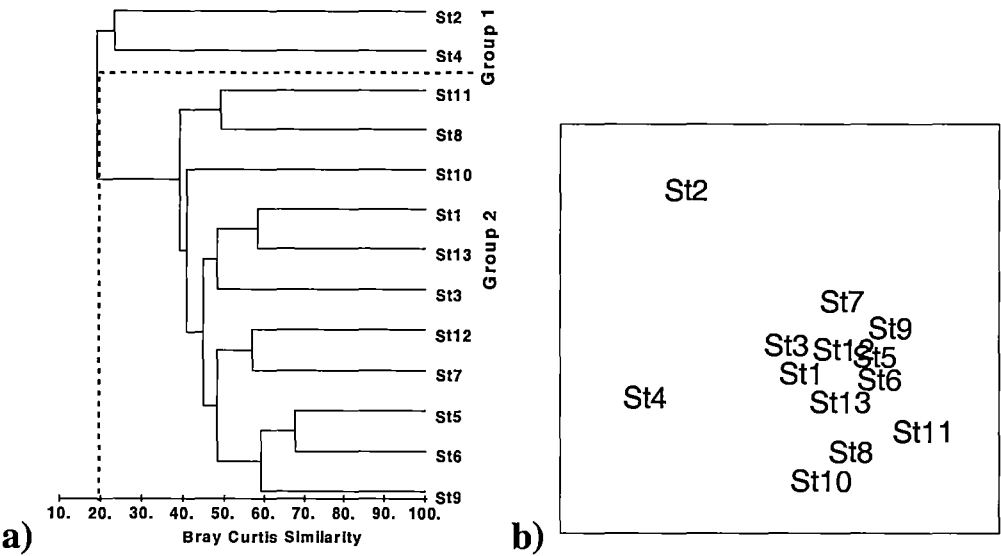 St2
St4
Group 1
St11
St8
St10
St1
St13
St3
Group 2
St12
St7
St5
St6
St9
10. 20. 30. 40. 50. 60. 70. 80. 90. 100.
Bray Curtis Similarity
a)
St2
St7
St9
St3 St12 St5
St1 St6
St4 St13
St11
St8
St10
b)